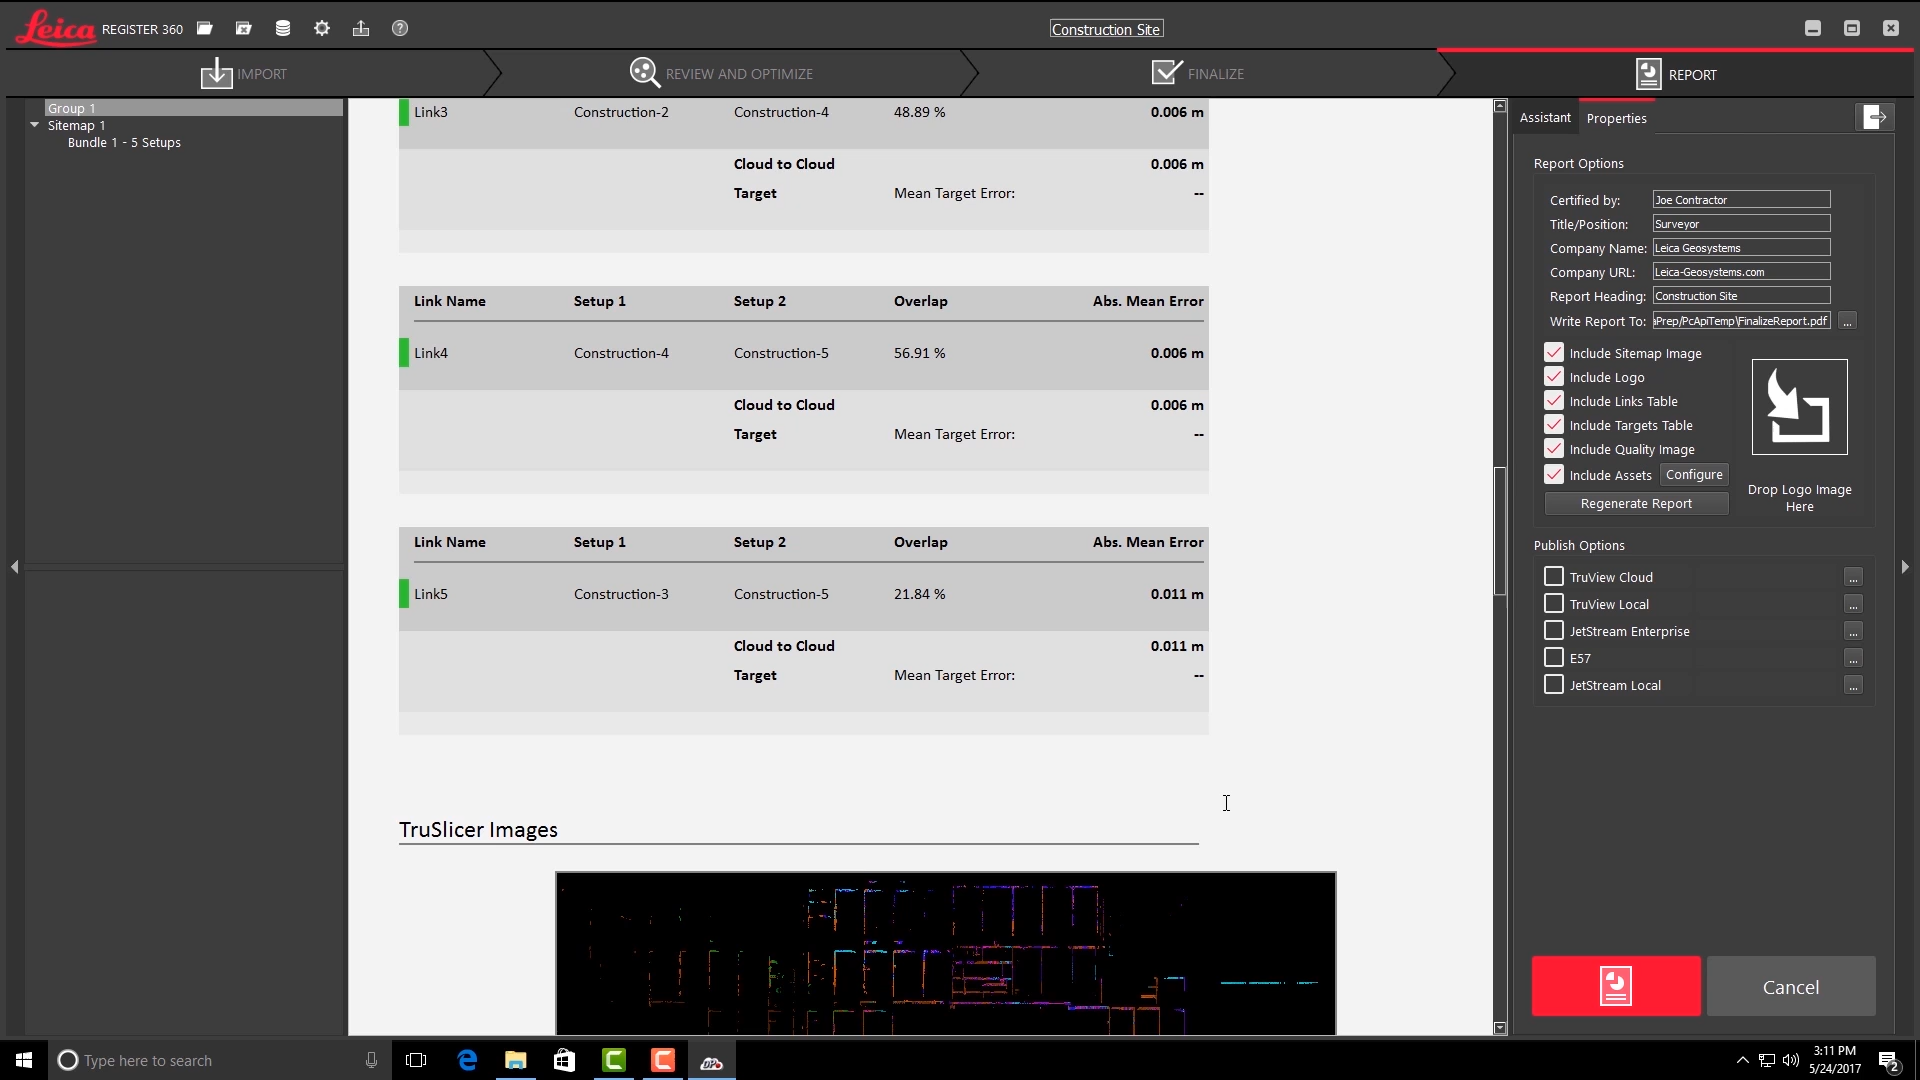 Leica REGISTER 360
Construction Site
IMPORT
REVIEW AND OPTIMIZE
FINALIZE
REPORT
Group 1
Sitemap 1
Bundle 1 - 5 Setups
Link3 Construction-2 Construction-4 48.89 % 0.006 m
Cloud to Cloud 0.006 m
Target Mean Target Error: --
Link Name Setup 1 Setup 2 Overlap Abs. Mean Error
Link4 Construction-4 Construction-5 56.91 % 0.006 m
Cloud to Cloud 0.006 m
Target Mean Target Error: --
Link Name Setup 1 Setup 2 Overlap Abs. Mean Error
Link5 Construction-3 Construction-5 21.84 % 0.011 m
Cloud to Cloud 0.011 m
Target Mean Target Error: --
TruSlicer Images
Assistant Properties
Report Options
Certified by: Joe Contractor
Title/Position: Surveyor
Company Name: Leica Geosystems
Company URL: Leica-Geosystems.com
Report Heading: Construction Site
Write Report To: aPrep/PcApiTemp\FinalizeReport.pdf ...
Include Sitemap Image
Include Logo
Include Links Table
Include Targets Table
Include Quality Image
Include Assets Configure
Regenerate Report
Drop Logo Image
Here
Publish Options
TruView Cloud ...
TruView Local ...
JetStream Enterprise ...
E57 ...
JetStream Local ...
Cancel
Type here to search
3:11 PM
5/24/2017
2